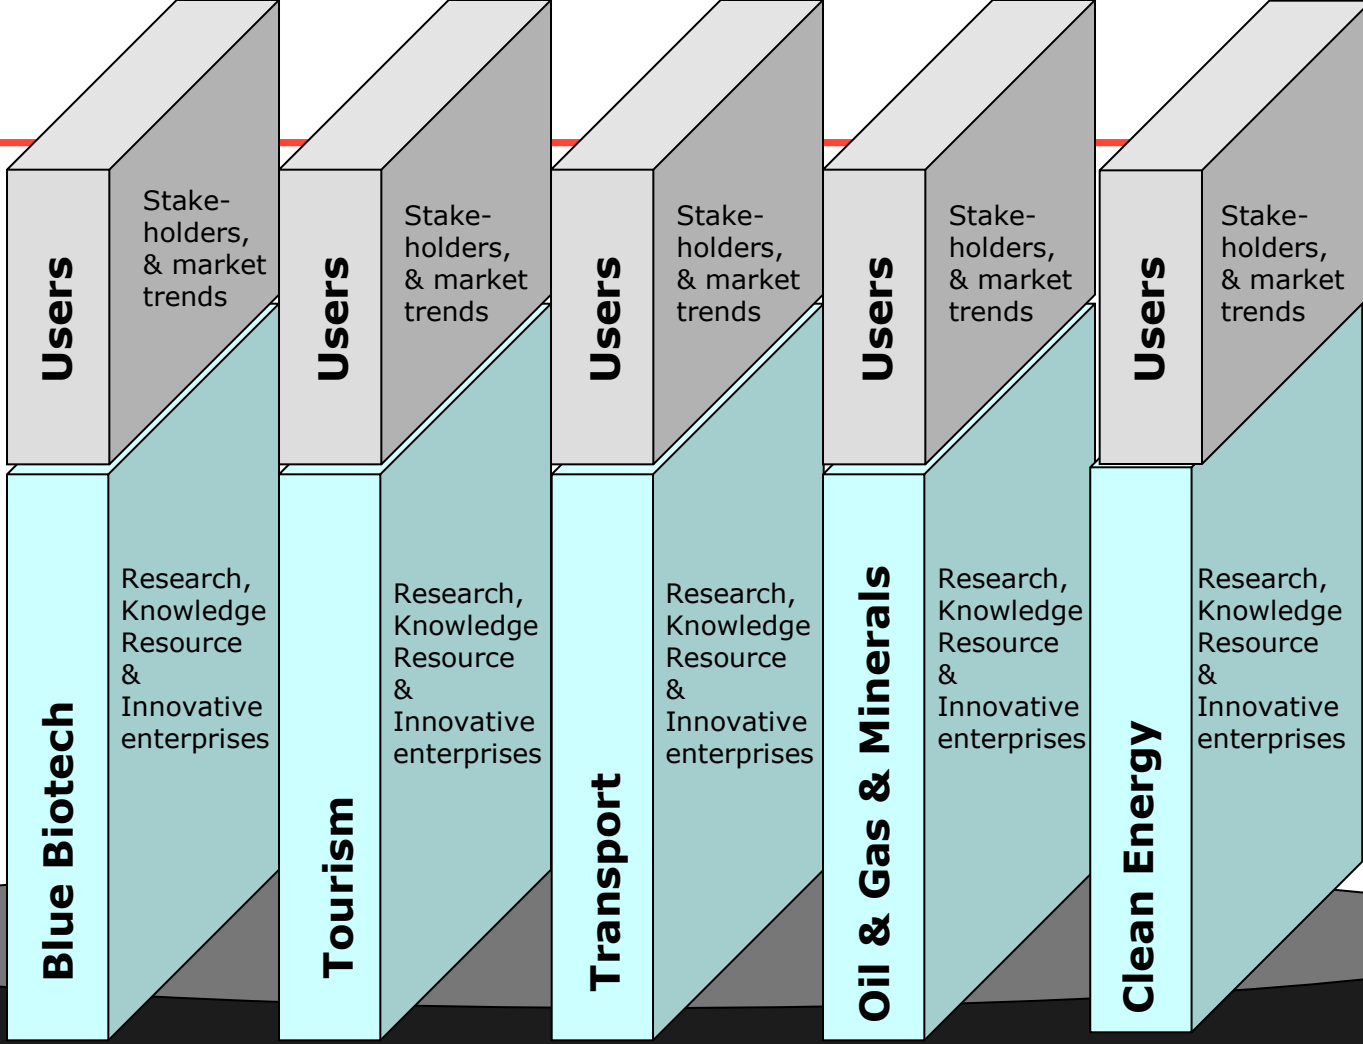 Users
Stake-
holders,
& market
trends
Blue Biotech
Research,
Knowledge
Resource
&
Innovative
enterprises
Users
Stake-
holders,
& market
trends
Tourism
Research,
Knowledge
Resource
&
Innovative
enterprises
Users
Stake-
holders,
& market
trends
Transport
Research,
Knowledge
Resource
&
Innovative
enterprises
Users
Stake-
holders,
& market
trends
Oil & Gas & Minerals
Research,
Knowledge
Resource
&
Innovative
enterprises
Users
Stake-
holders,
& market
trends
Clean Energy
Research,
Knowledge
Resource
&
Innovative
enterprises